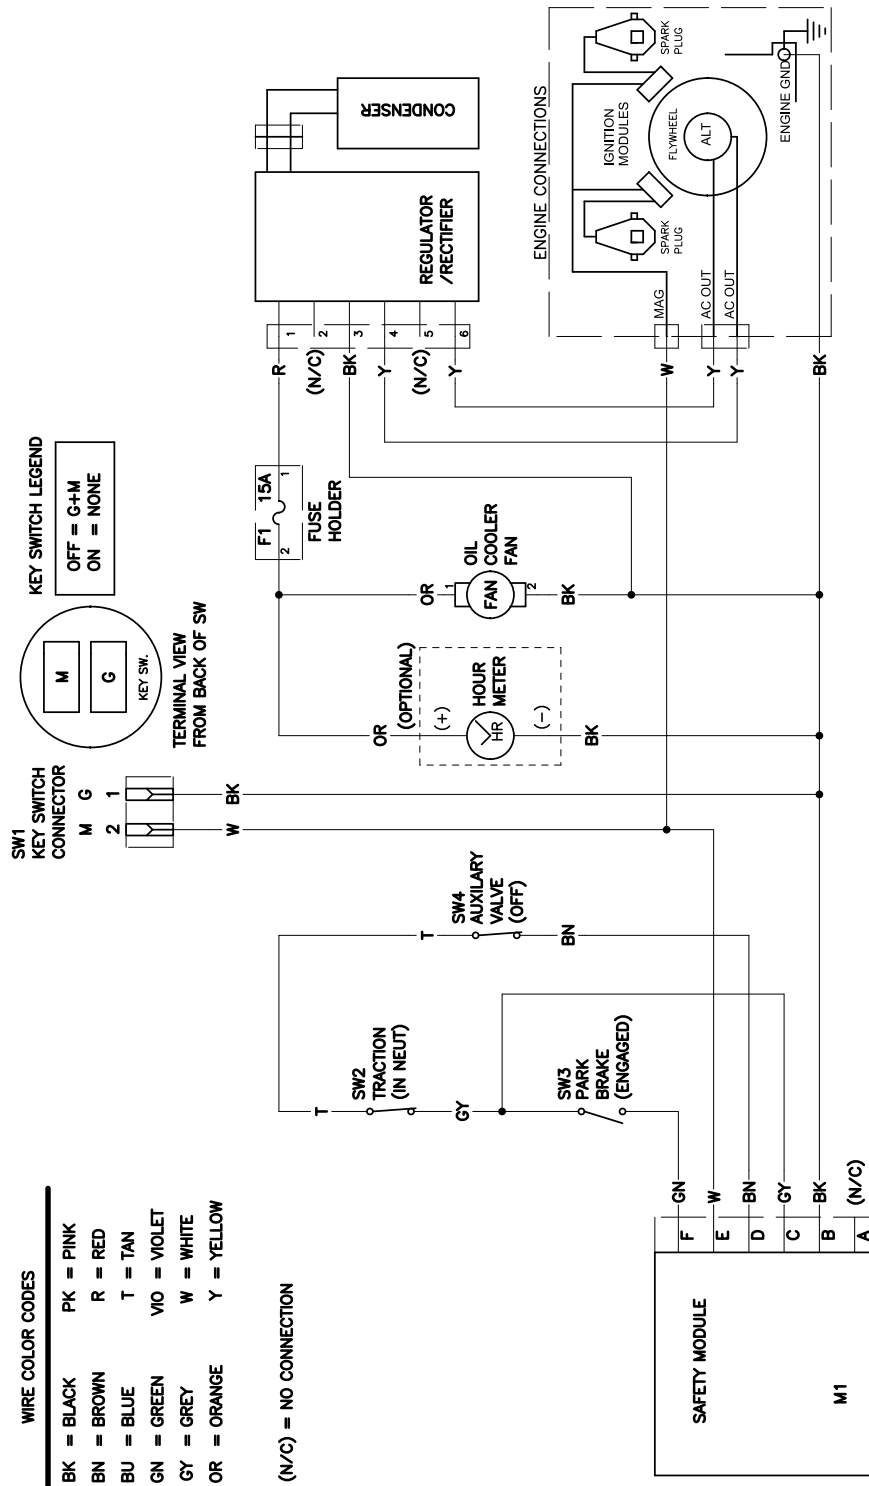 WIRE COLOR CODES
BK = BLACK PK = PINK
BN = BROWN R = RED
BU = BLUE T = TAN
GN = GREEN VIO = VIOLET
GY = GREY W = WHITE
OR = ORANGE Y = YELLOW
(N/C) = NO CONNECTION
SW1
KEY SWITCH
CONNECTOR
M G
2 1
W BK
M
G
KEY SW.
TERMINAL VIEW
FROM BACK OF SW
KEY SWITCH LEGEND
OFF = G+M
ON = NONE
T
SW2
TRACTION
(IN NEUT)
GY
SW3
PARK
BRAKE
(ENGAGED)
T
SW4
AUXILARY
VALVE
(OFF)
BN
OR
(OPTIONAL)
(+)
HR
HOUR
METER
(−)
BK
OR
1
FAN
2
OIL
COOLER
FAN
BK
F1 15A
2 1
FUSE
HOLDER
R
(N/C)
BK
Y
(N/C)
Y
1
2
3
4
5
6
REGULATOR
/RECTIFIER
CONDENSER
ENGINE CONNECTIONS
W
Y
Y
BK
MAG
AC OUT
AC OUT
SPARK
PLUG
IGNITION
MODULES
FLYWHEEL
ALT
SPARK
PLUG
ENGINE GND
GN
W
BN
GY
BK
(N/C)
F
E
D
C
B
A
SAFETY MODULE
M1